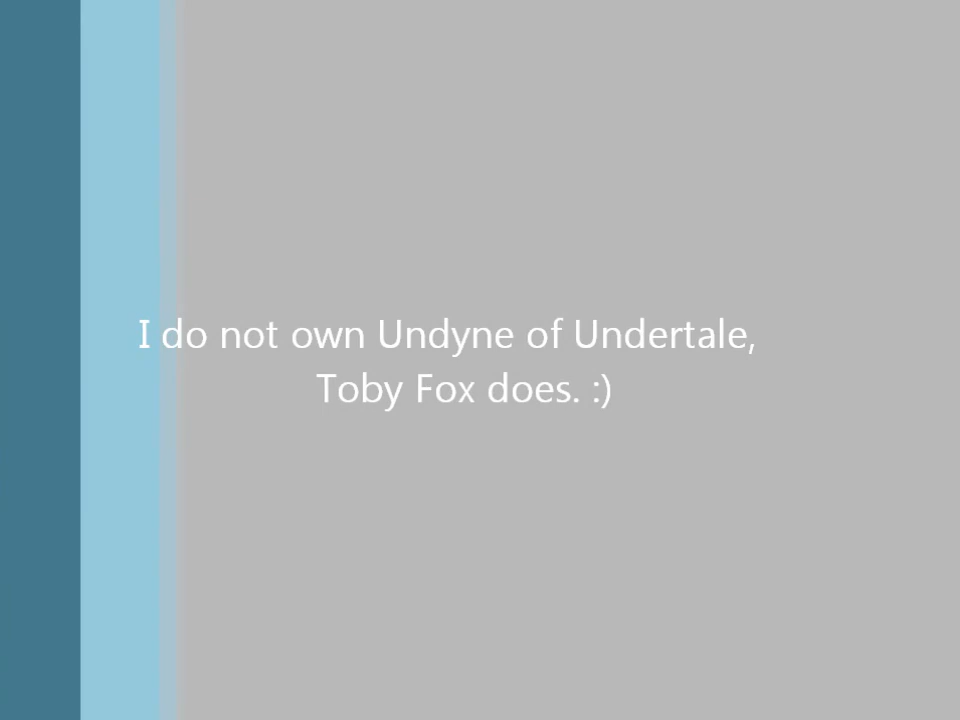 I do not own Undyne of Undertale,
Toby Fox does. :)